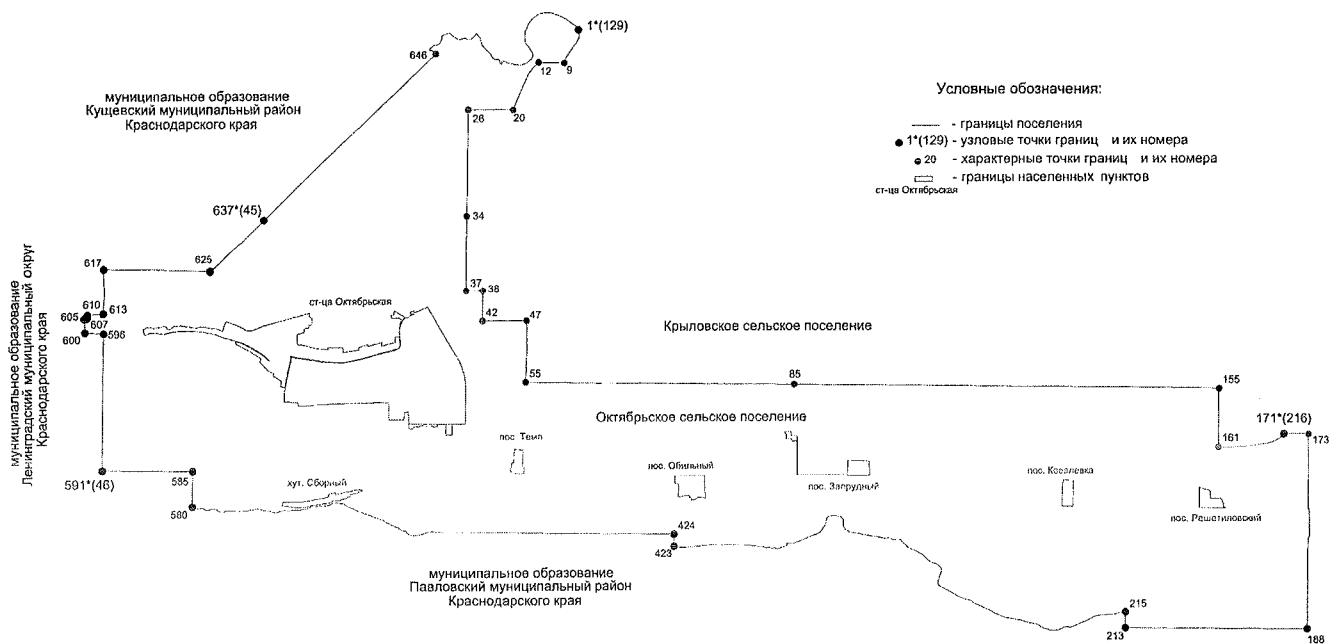 1*(129)
646
12
9
муниципальное образование
Кущевский муниципальный район
Краснодарского края
26
20
Условные обозначения:
- границы поселения
1*(129) - узловые точки границ и их номера
20 - характерные точки границ и их номера
- границы населенных пунктов
ст-ца Октябрьская
637*(45)
34
617
625
муниципальное образование
Ленинградский муниципальный округ
Краснодарского края
37
38
610
613
605
607
600
596
ст-ца Октябрьская
42
47
Крыловское сельское поселение
55
85
155
Октябрьское сельское поселение
171*(216)
161
173
пос. Темп
591*(46)
585
580
хут. Сборный
пос. Обильный
пос. Запрудный
пос. Козлевка
пос. Решетиловский
424
423
муниципальное образование
Павловский муниципальный район
Краснодарского края
215
213
188